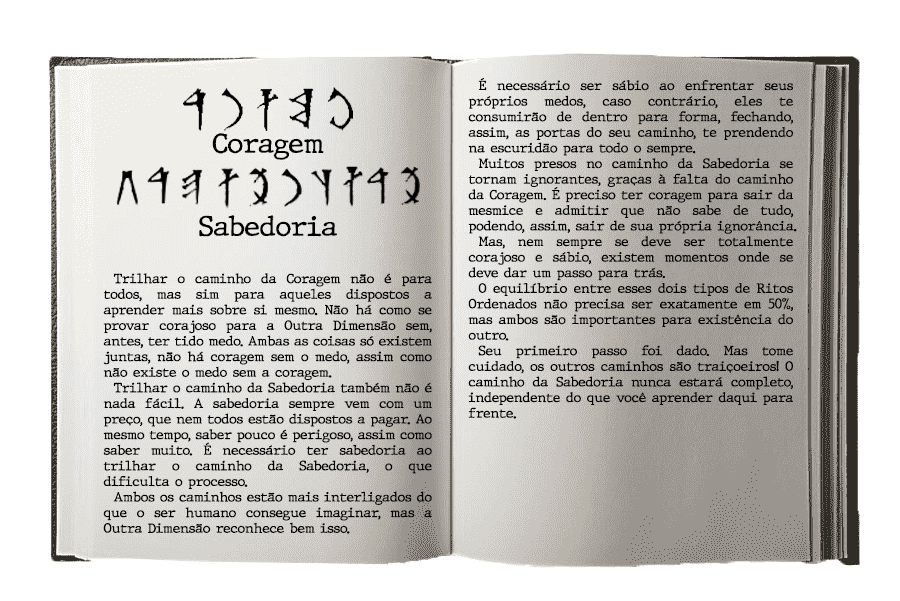 Coragem
Sabedoria
Trilhar o caminho da Coragem não é para
todos, mas sim para aqueles dispostos a
aprender mais sobre si mesmo. Não há como se
provar corajoso para a Outra Dimensão sem,
antes, ter tido medo. Ambas as coisas só existem
juntas, não há coragem sem o medo, assim como
não existe o medo sem a coragem.
Trilhar o caminho da Sabedoria também não é
nada fácil. A sabedoria sempre vem com um
preço, que nem todos estão dispostos a pagar. Ao
mesmo tempo, saber pouco é perigoso, assim como
saber muito. É necessário ter sabedoria ao
trilhar o caminho da Sabedoria, o que
dificulta o processo.
Ambos os caminhos estão mais interligados do
que o ser humano consegue imaginar, mas a
Outra Dimensão reconhece bem isso.
É necessário ser sábio ao enfrentar seus
próprios medos, caso contrário, eles te
consumirão de dentro para forma, fechando,
assim, as portas do seu caminho, te prendendo
na escuridão para todo o sempre.
Muitos presos no caminho da Sabedoria se
tornam ignorantes, graças à falta do caminho
da Coragem. É preciso ter coragem para sair da
mesmice e admitir que não sabe de tudo,
podendo, assim, sair de sua própria ignorância.
Mas, nem sempre se deve ser totalmente
corajoso e sábio, existem momentos onde se
deve dar um passo para trás.
O equilíbrio entre esses dois tipos de Ritos
Ordenados não precisa ser exatamente em 50%,
mas ambos são importantes para existência do
outro.
Seu primeiro passo foi dado. Mas tome
cuidado, os outros caminhos são traiçoeiros! O
caminho da Sabedoria nunca estará completo,
independente do que você aprender daqui para
frente.